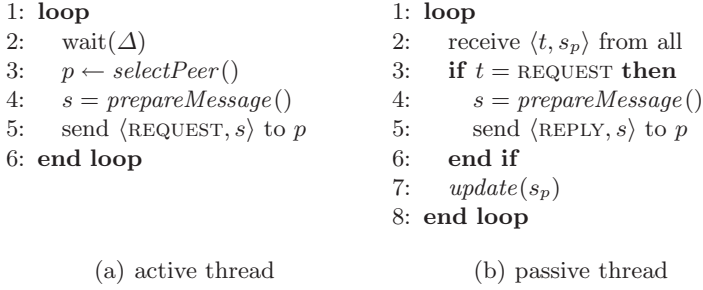 1: loop
2: wait(Δ)
3: p ← selectPeer()
4: s = prepareMessage()
5: send ⟨REQUEST, s⟩ to p
6: end loop
(a) active thread
1: loop
2: receive ⟨t, sₚ⟩ from all
3: if t = REQUEST then
4: s = prepareMessage()
5: send ⟨REPLY, s⟩ to p
6: end if
7: update(sₚ)
8: end loop
(b) passive thread